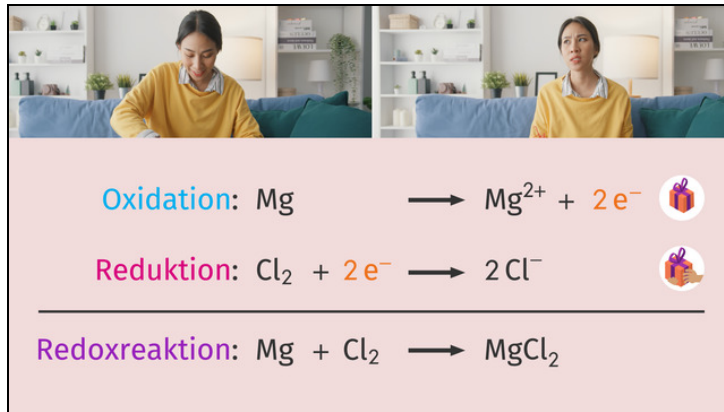 Oxidation: Mg ⟶ Mg²⁺ + 2 e⁻
Reduktion: Cl₂ + 2 e⁻ ⟶ 2 Cl⁻
Redoxreaktion: Mg + Cl₂ ⟶ MgCl₂